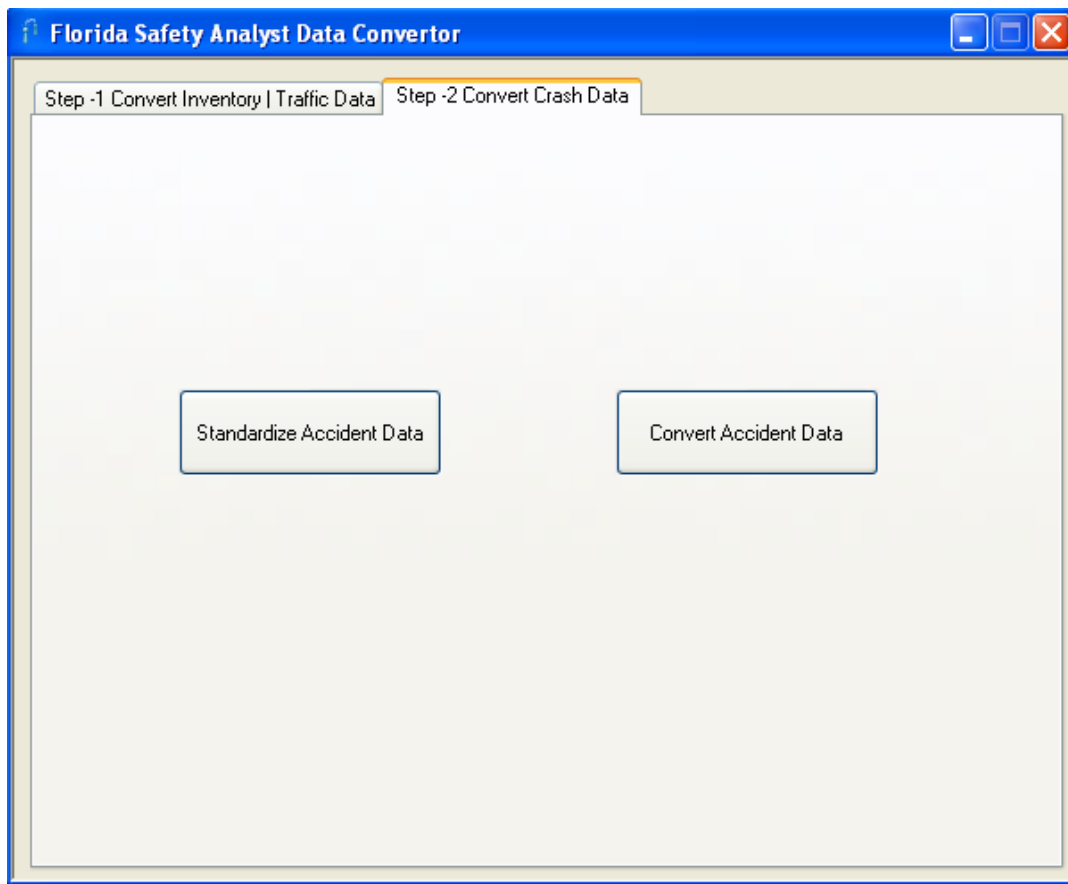 Florida Safety Analyst Data Convertor
Step -1 Convert Inventory | Traffic Data
Step -2 Convert Crash Data
Standardize Accident Data
Convert Accident Data